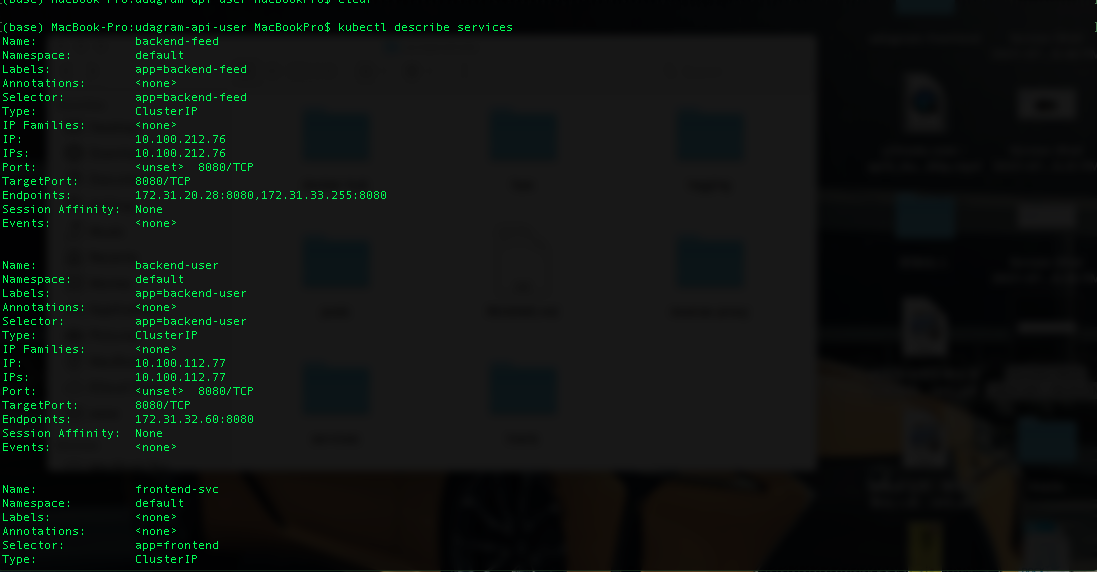 (base) MacBook-Pro:udagram-api-user MacBookPro$ clear
(base) MacBook-Pro:udagram-api-user MacBookPro$ kubectl describe services
Name:              backend-feed
Namespace:         default
Labels:            app=backend-feed
Annotations:       <none>
Selector:          app=backend-feed
Type:              ClusterIP
IP Families:       <none>
IP:                10.100.212.76
IPs:               10.100.212.76
Port:              <unset>  8080/TCP
TargetPort:        8080/TCP
Endpoints:         172.31.20.28:8080,172.31.33.255:8080
Session Affinity:  None
Events:            <none>
Name:              backend-user
Namespace:         default
Labels:            app=backend-user
Annotations:       <none>
Selector:          app=backend-user
Type:              ClusterIP
IP Families:       <none>
IP:                10.100.112.77
IPs:               10.100.112.77
Port:              <unset>  8080/TCP
TargetPort:        8080/TCP
Endpoints:         172.31.32.60:8080
Session Affinity:  None
Events:            <none>
Name:              frontend-svc
Namespace:         default
Labels:            <none>
Annotations:       <none>
Selector:          app=frontend
Type:              ClusterIP